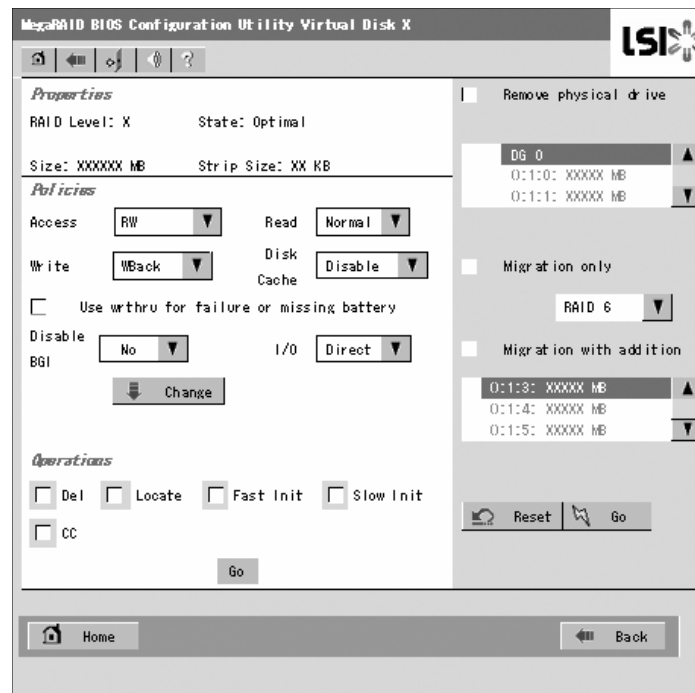 MegaRAID BIOS Configuration Utility Virtual Disk X
LSI
Properties
RAID Level: X State: Optimal
Size: XXXXXX MB Strip Size: XX KB
Policies
Access RW Read Normal
Write WBack Disk Cache Disable
Use wrthru for failure or missing battery
Disable BGI No I/O Direct
Change
Operations
Del Locate Fast Init Slow Init
CC
Go
Remove physical drive
DG 0
0:1:0: XXXXX MB
0:1:1: XXXXX MB
Migration only
RAID 6
Migration with addition
0:1:3: XXXXX MB
0:1:4: XXXXX MB
0:1:5: XXXXX MB
Reset Go
Home Back